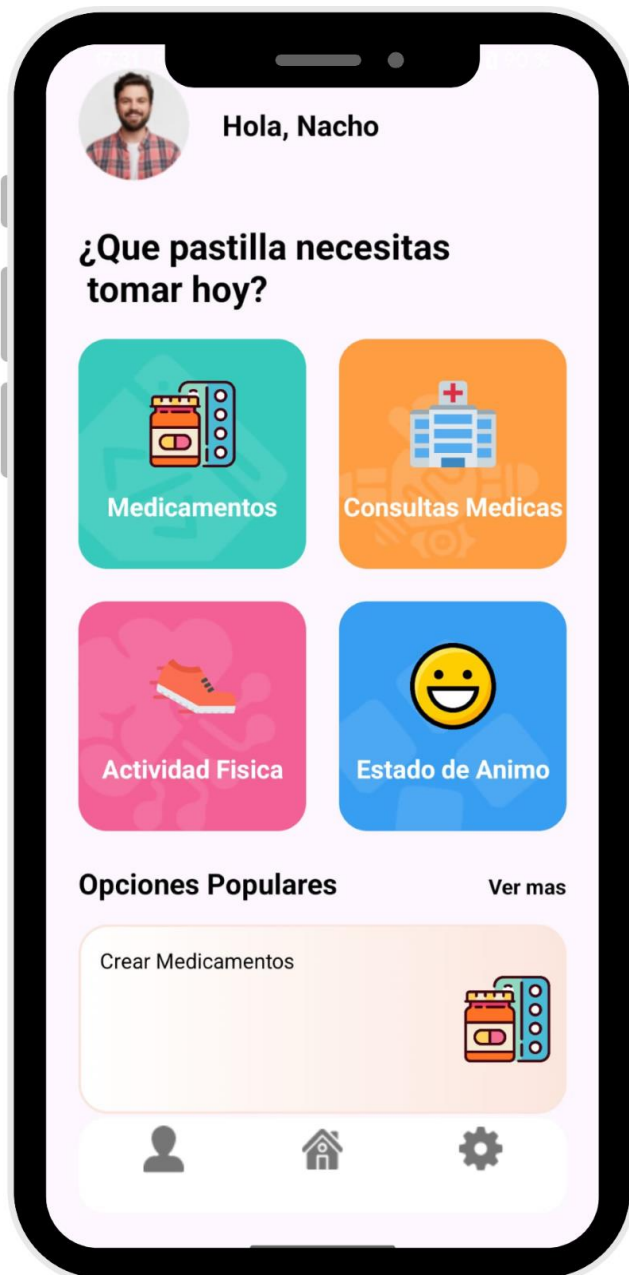 Hola, Nacho
¿Que pastilla necesitas
tomar hoy?
Medicamentos
Consultas Medicas
Actividad Fisica
Estado de Animo
Opciones Populares
Ver mas
Crear Medicamentos